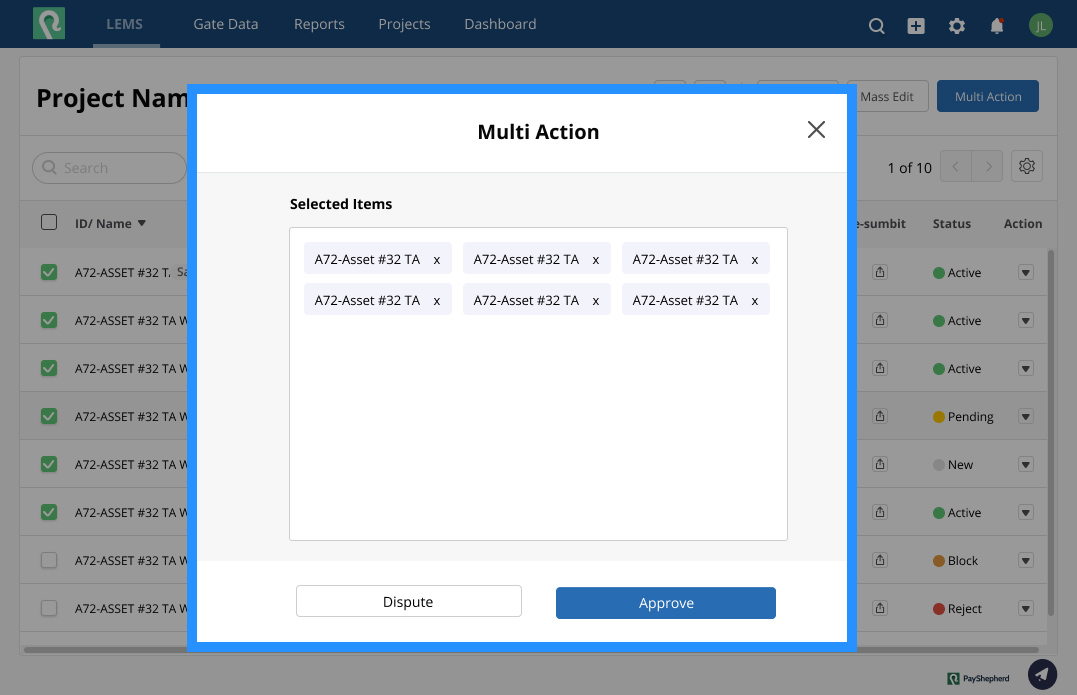 LEMS Gate Data Reports Projects Dashboard JL
Project Nam Mass Edit Multi Action
Multi Action
Search 1 of 10
Selected Items
ID/ Name e-sumbit Status Action
A72-Asset #32 TA x A72-Asset #32 TA x A72-Asset #32 TA x
A72-ASSET #32 T. Sa Active
A72-Asset #32 TA x A72-Asset #32 TA x A72-Asset #32 TA x
A72-ASSET #32 TA W Active
A72-ASSET #32 TA W Active
A72-ASSET #32 TA W Pending
A72-ASSET #32 TA W New
A72-ASSET #32 TA W Active
A72-ASSET #32 TA W Block
A72-ASSET #32 TA W Reject
Dispute Approve
PayShepherd